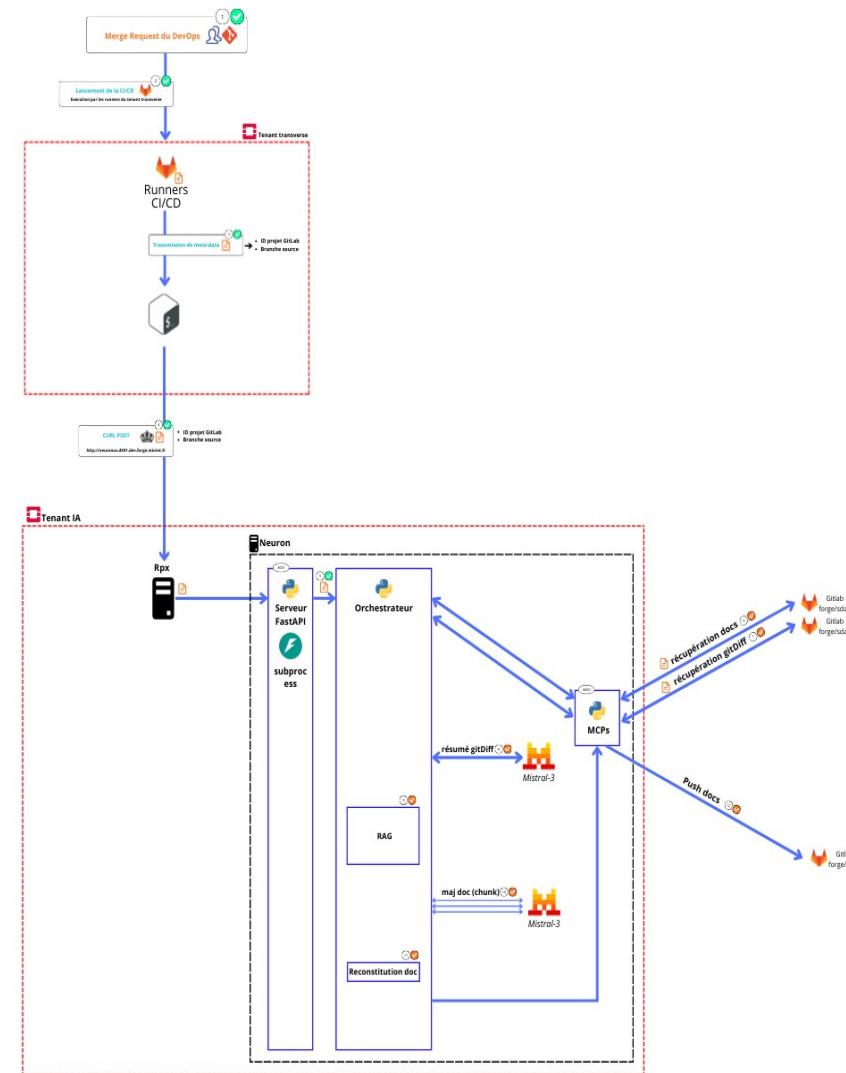 1
Merge Request du DevOps
2
Lancement de la CI/CD
Exécution par les runners du tenant transverse
Tenant transverse
Runners
CI/CD
Transmission de meta-data
• ID projet GitLab
• Branche source
$_
CURL POST
• ID projet GitLab
• Branche source
Tenant IA
Neuron
Rpx
Serveur
FastAPI
subproc
ess
Orchestrateur
Gitlab
Gitlab
récupération docs
récupération gitDiff
MCPs
résumé gitDiff
Mistral-3
Push docs
RAG
maj doc (chunk)
Mistral-3
Reconstitution doc